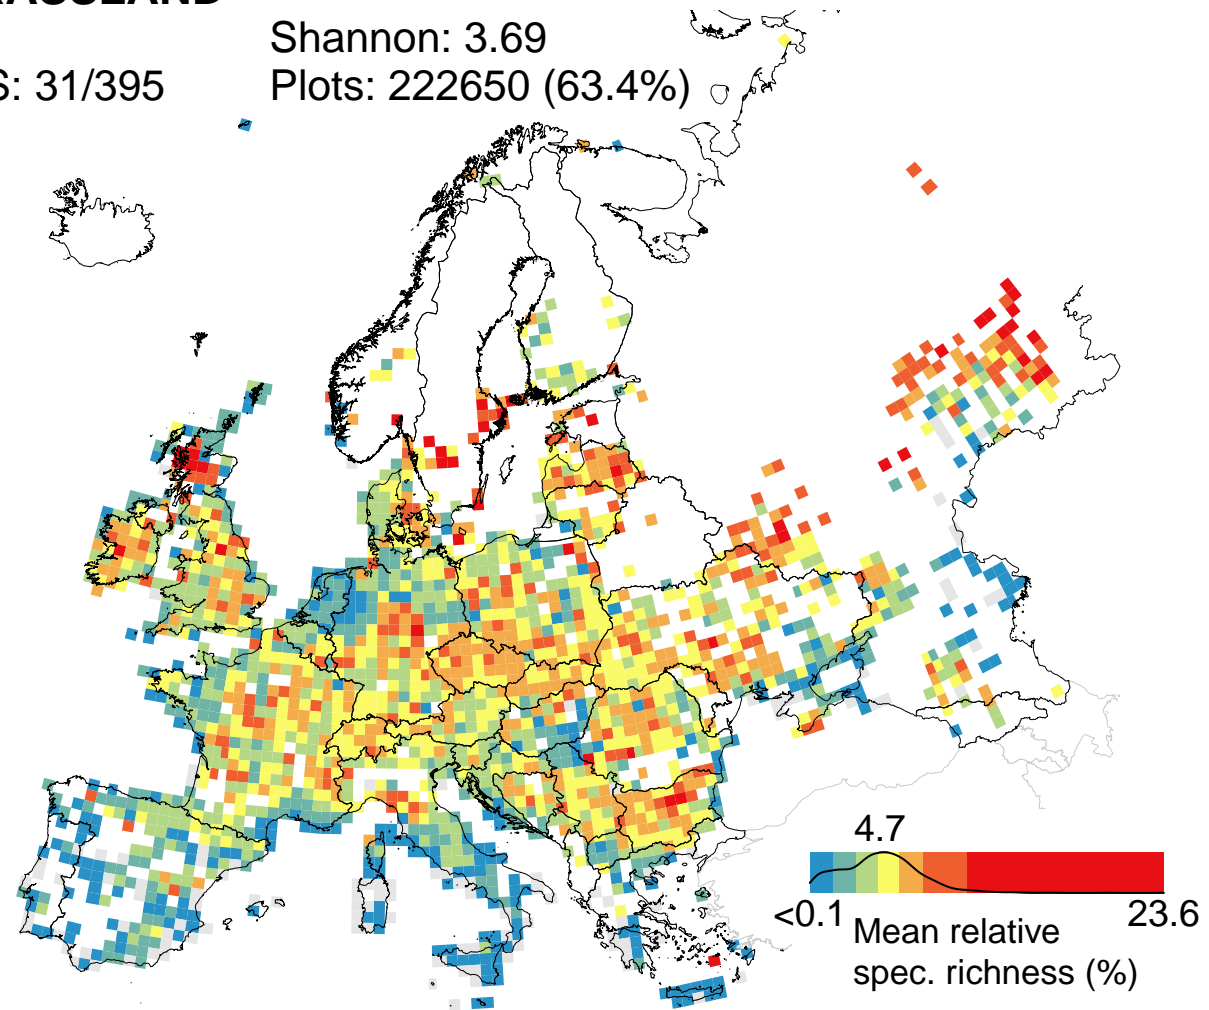 Shannon: 3.69
S: 31/395
Plots: 222650 (63.4%)
4.7
<0.1
23.6
Mean relative
spec. richness (%)